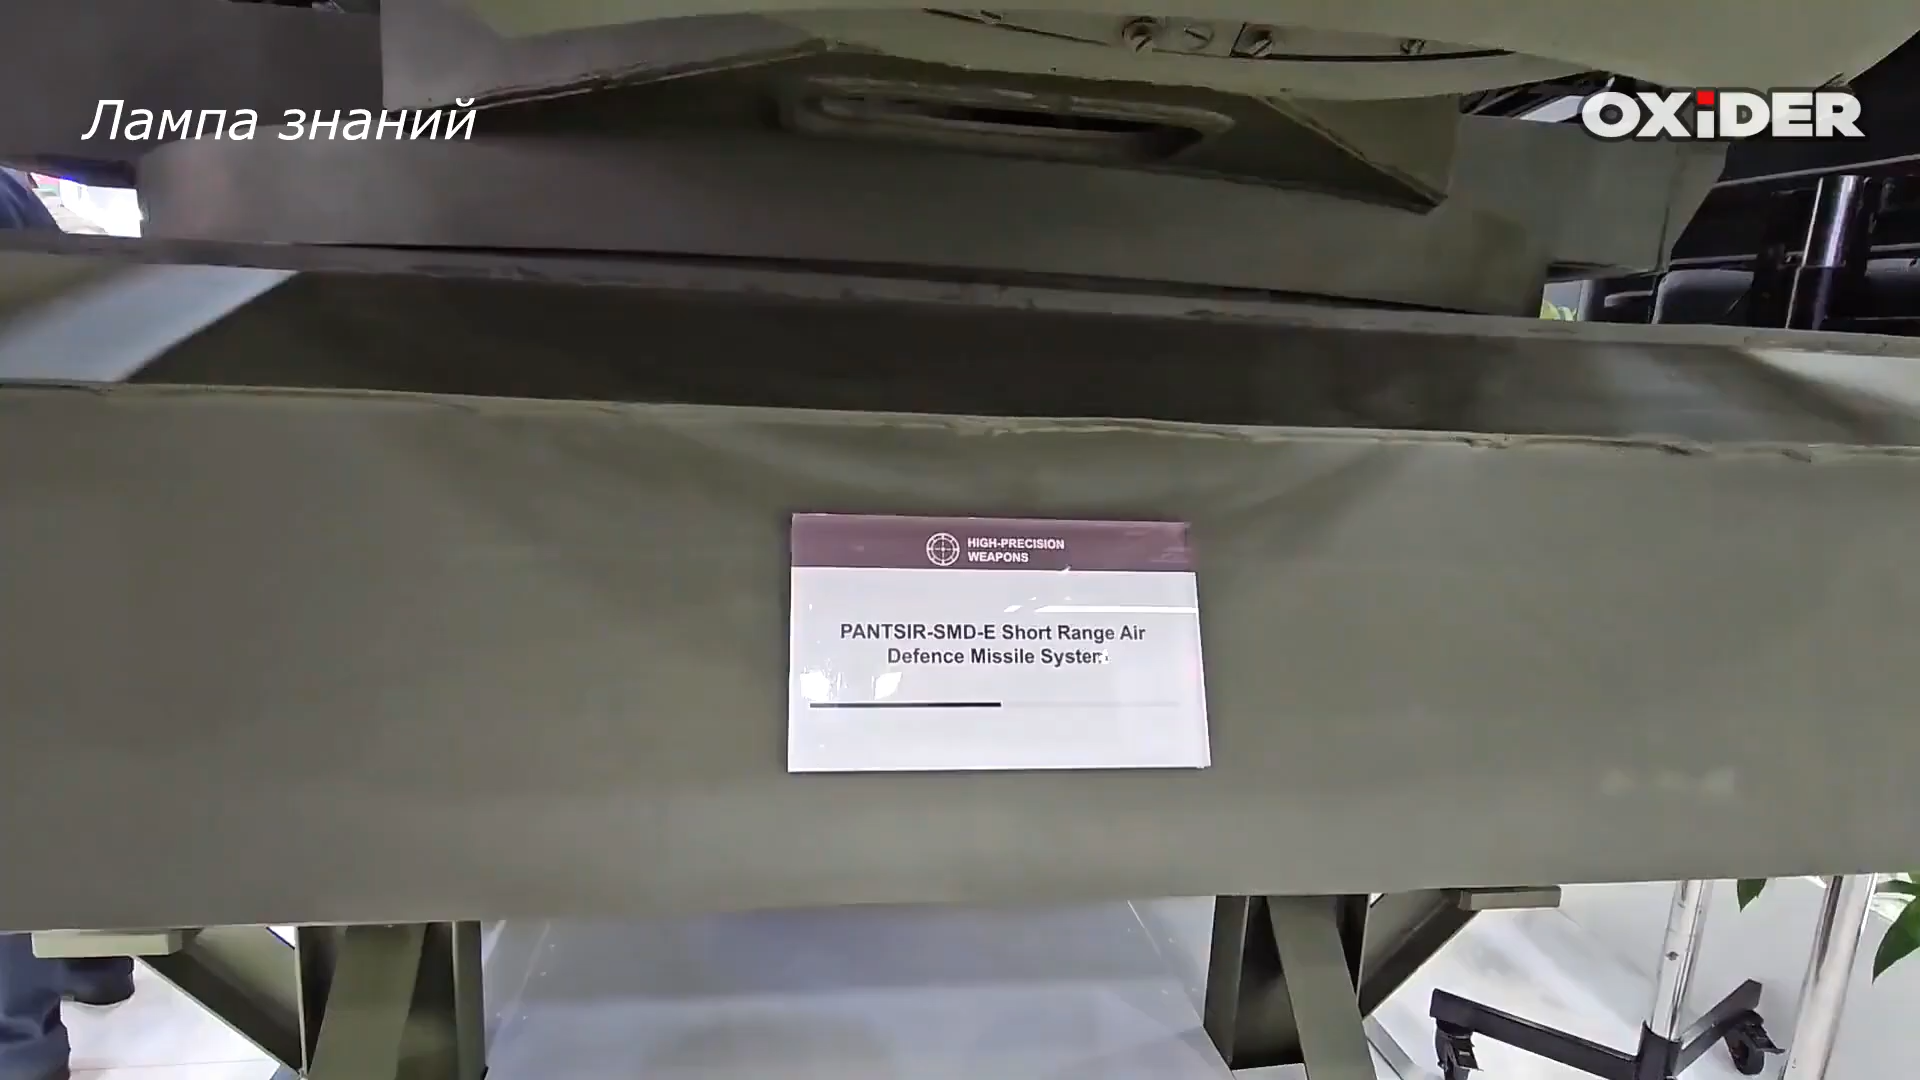 Лампа знаний
OXiDER
HIGH-PRECISION
WEAPONS
PANTSIR-SMD-E Short Range Air
Defence Missile System